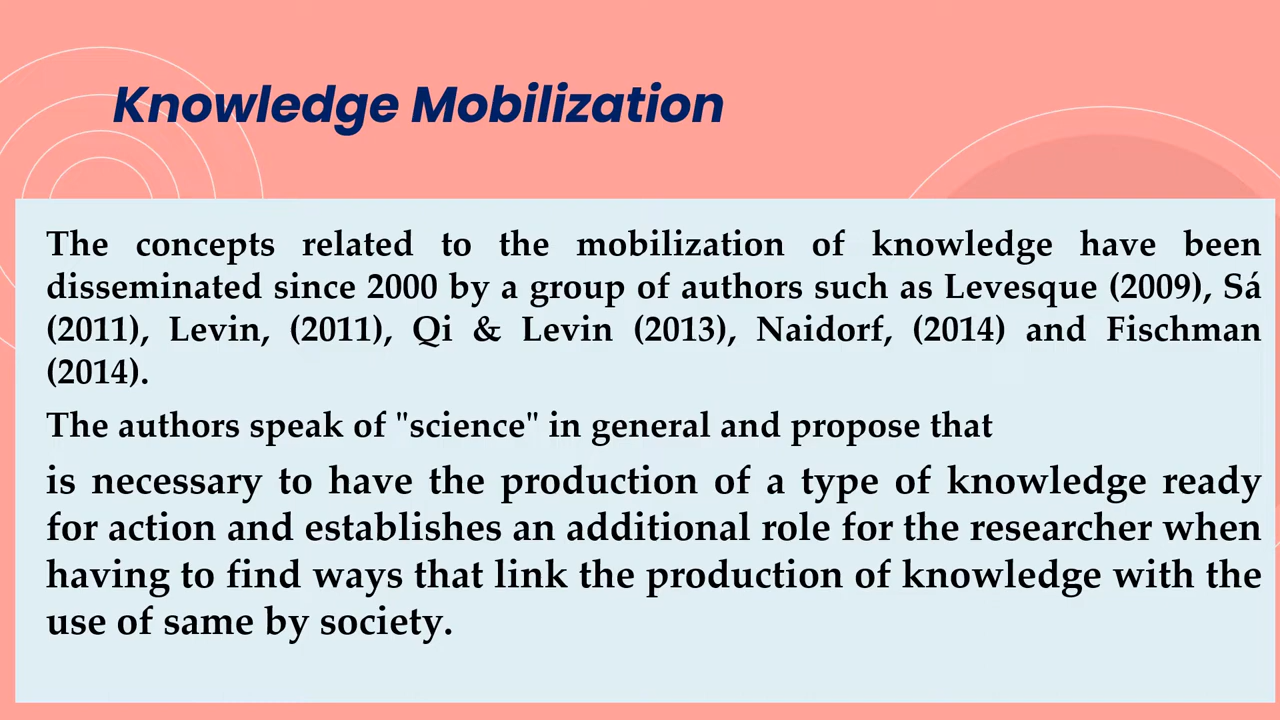 Knowledge Mobilization
The concepts related to the mobilization of knowledge have been
disseminated since 2000 by a group of authors such as Levesque (2009), Sá
(2011), Levin, (2011), Qi & Levin (2013), Naidorf, (2014) and Fischman
(2014).
The authors speak of "science" in general and propose that
is necessary to have the production of a type of knowledge ready
for action and establishes an additional role for the researcher when
having to find ways that link the production of knowledge with the
use of same by society.